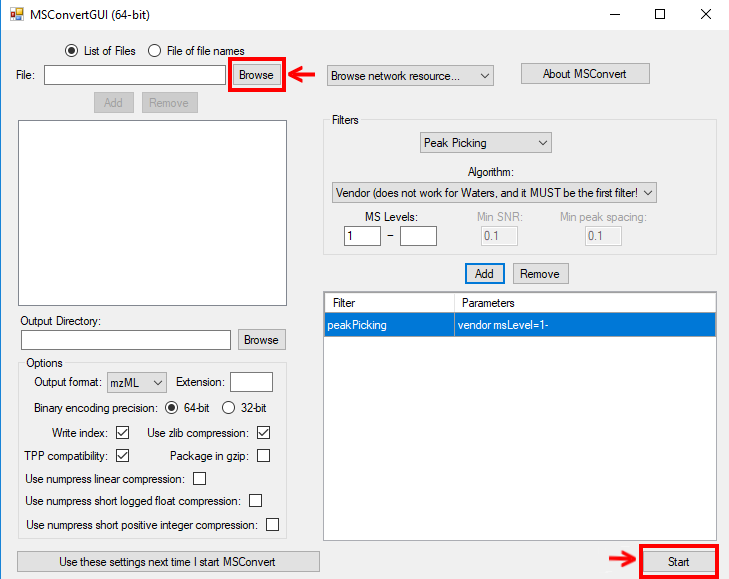 MSConvertGUI (64-bit)
List of Files File of file names
File: Browse Browse network resource... About MSConvert
Add Remove
Filters
Peak Picking
Algorithm:
Vendor (does not work for Waters, and it MUST be the first filter!
MS Levels: Min SNR: Min peak spacing:
1 – 0.1 0.1
Add Remove
Filter Parameters
peakPicking vendor msLevel=1-
Output Directory:
Browse
Options
Output format: mzML Extension:
Binary encoding precision: 64-bit 32-bit
Write index: Use zlib compression:
TPP compatibility: Package in gzip:
Use numpress linear compression:
Use numpress short logged float compression:
Use numpress short positive integer compression:
Use these settings next time I start MSConvert Start